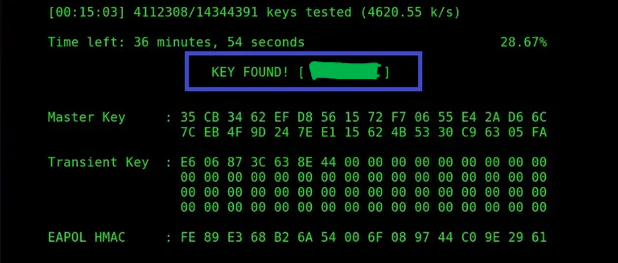 [00:15:03] 4112308/14344391 keys tested (4620.55 k/s)
Time left: 36 minutes, 54 seconds 28.67%
KEY FOUND! [ ]
Master Key : 35 CB 34 62 EF D8 56 15 72 F7 06 55 E4 2A D6 6C
7C EB 4F 9D 24 7E E1 15 62 4B 53 30 C9 63 05 FA
Transient Key : E6 06 87 3C 63 8E 44 00 00 00 00 00 00 00 00 00
00 00 00 00 00 00 00 00 00 00 00 00 00 00 00 00
00 00 00 00 00 00 00 00 00 00 00 00 00 00 00 00
00 00 00 00 00 00 00 00 00 00 00 00 00 00 00 00
EAPOL HMAC : FE 89 E3 68 B2 6A 54 00 6F 08 97 44 C0 9E 29 61